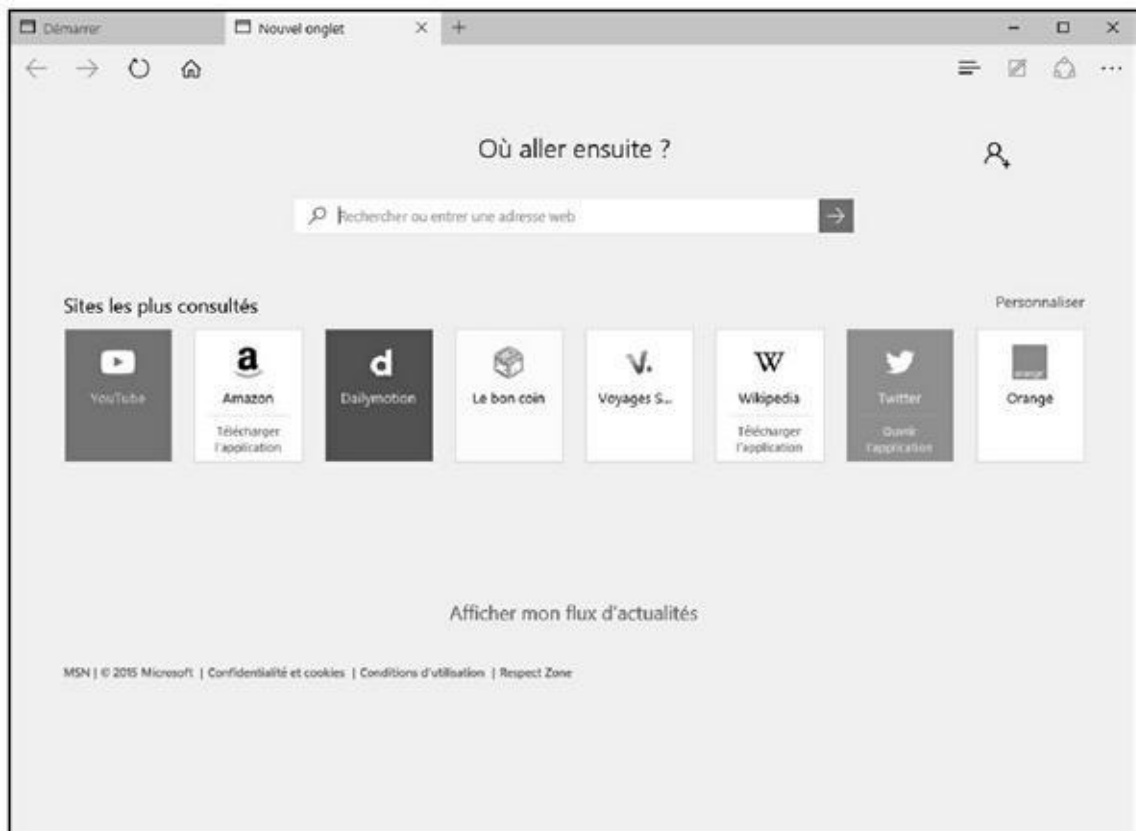 Démarrer
Nouvel onglet
Où aller ensuite ?
Rechercher ou entrer une adresse web
Sites les plus consultés
Personnaliser
YouTube
a
Amazon
Télécharger
l'application
d
Dailymotion
Le bon coin
V.
Voyages S...
W
Wikipedia
Télécharger
l'application
Twitter
Ouvrir
l'application
orange
Orange
Afficher mon flux d'actualités
MSN | © 2015 Microsoft | Confidentialité et cookies | Conditions d'utilisation | Respect Zone